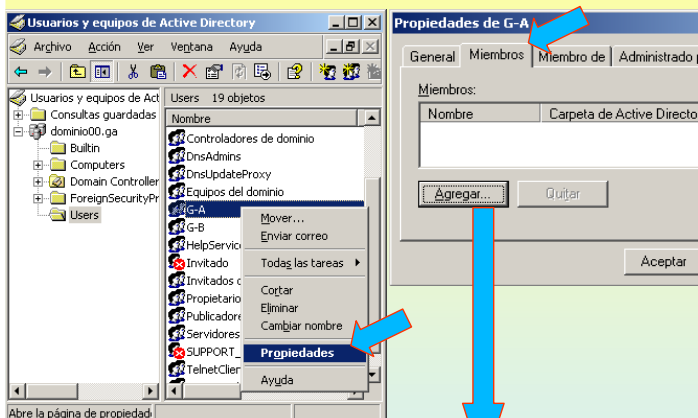 Usuarios y equipos de Active Directory
Archivo Acción Ver Ventana Ayuda
Usuarios y equipos de Act
Consultas guardadas
dominio00.ga
Builtin
Computers
Domain Controller
ForeignSecurityPr
Users
Users 19 objetos
Nombre
Controladores de dominio
DnsAdmins
DnsUpdateProxy
Equipos del dominio
G-A
G-B
HelpServic
Invitado
Invitados d
Propietario
Publicadore
Servidores
SUPPORT_
TelnetClier
Mover...
Enviar correo
Todas las tareas
Cortar
Eliminar
Cambiar nombre
Propiedades
Ayuda
Abre la página de propiedad
Propiedades de G-A
General Miembros Miembro de Administrado p
Miembros:
Nombre Carpeta de Active Directo
Agregar... Quitar
Aceptar